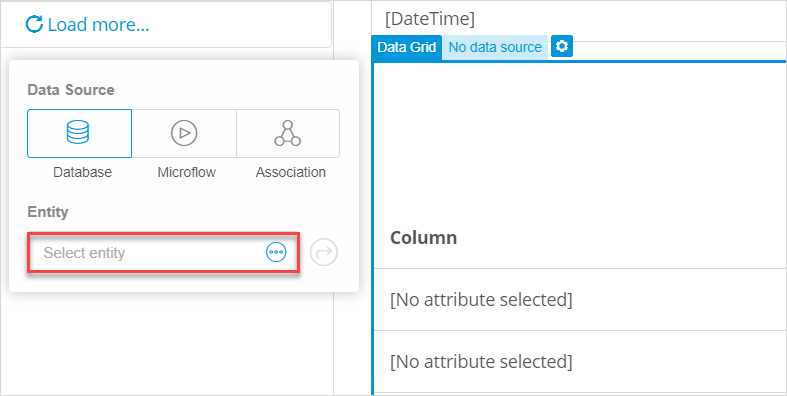 Load more...
[DateTime]
Data Grid No data source
Data Source
Database Microflow Association
Entity
Select entity
Column
[No attribute selected]
[No attribute selected]